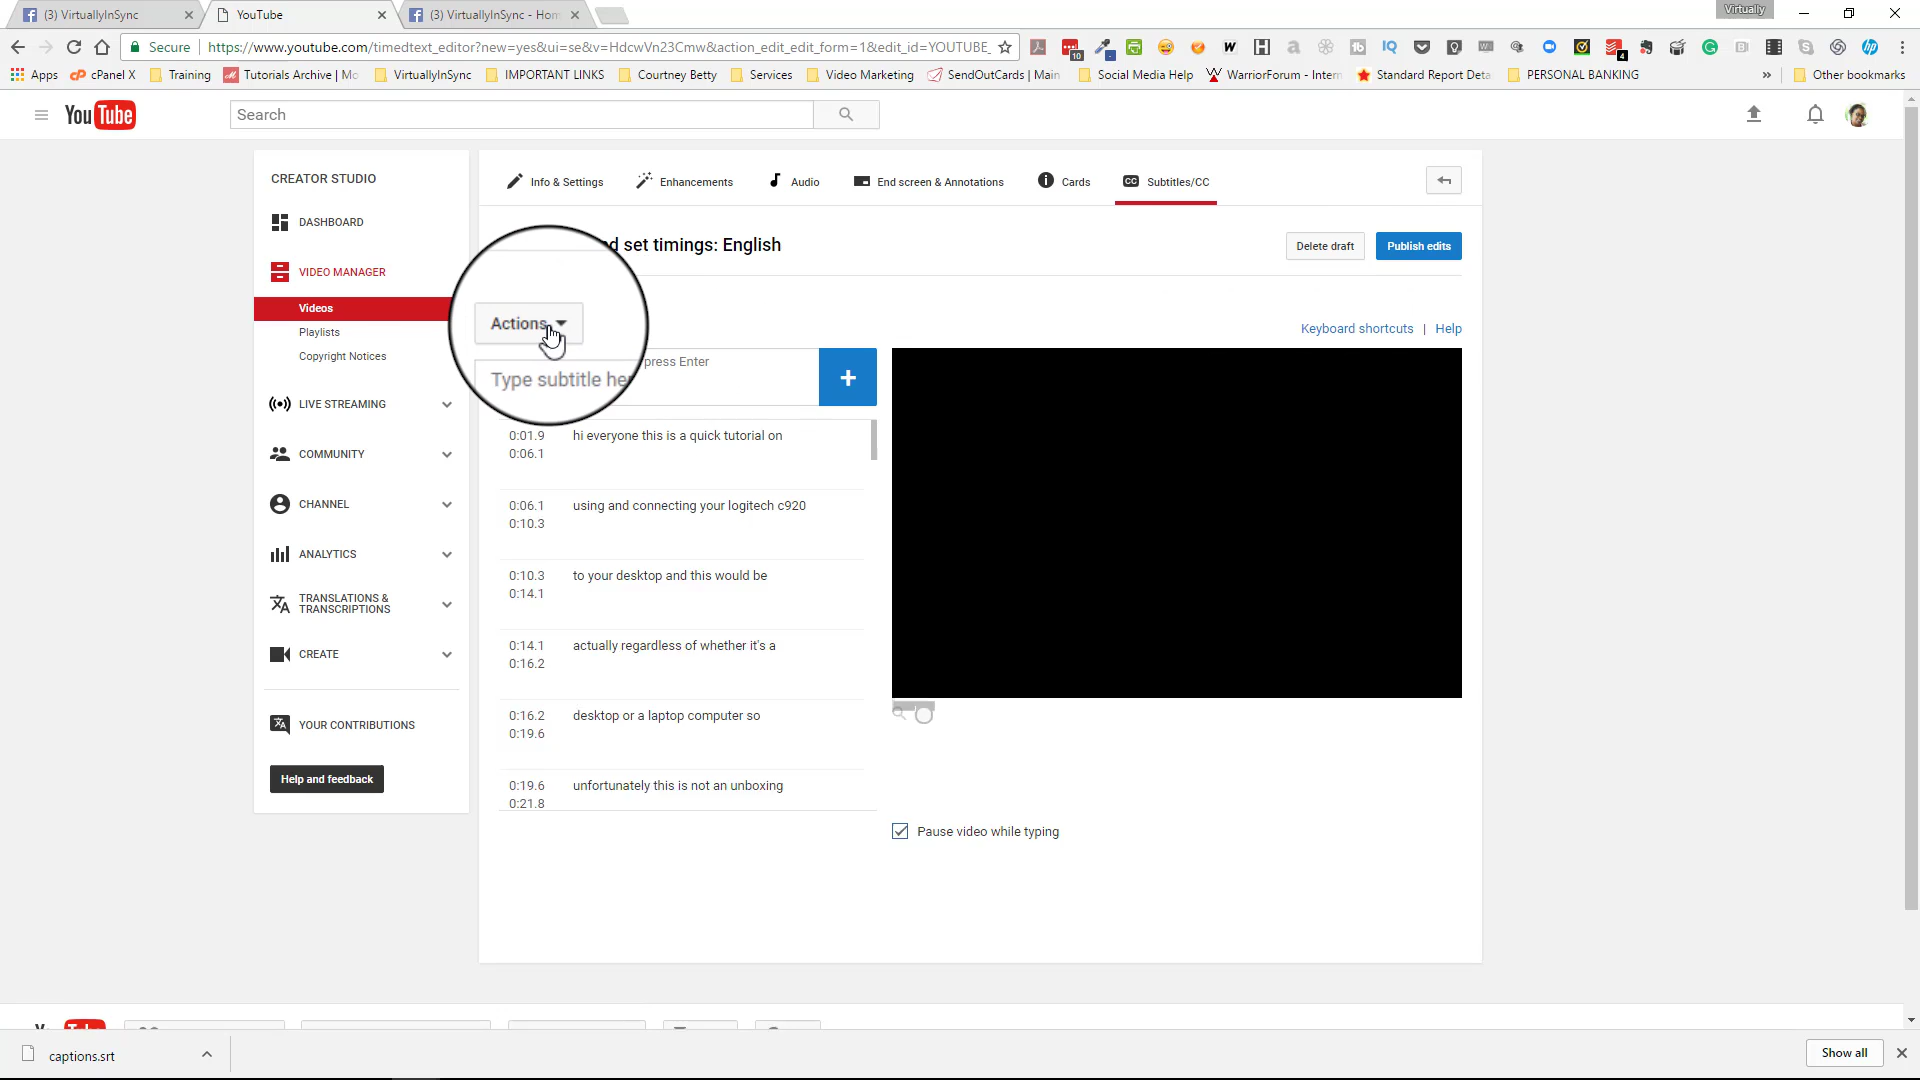 (3) VirtuallyInSync
YouTube
(3) VirtuallyInSync - Hom
Virtually
Secure
https://www.youtube.com/timedtext_editor?new=yes&ui=se&v=HdcwVn23Cmw&action_edit_edit_form=1&edit_id=YOUTUBE_
Apps
cPanel X
Training
Tutorials Archive | Mo
VirtuallyInSync
IMPORTANT LINKS
Courtney Betty
Services
Video Marketing
SendOutCards | Main
Social Media Help
WarriorForum - Intern
Standard Report Deta
PERSONAL BANKING
»
Other bookmarks
YouTube
Search
CREATOR STUDIO
DASHBOARD
VIDEO MANAGER
Videos
Playlists
Copyright Notices
LIVE STREAMING
COMMUNITY
CHANNEL
ANALYTICS
TRANSLATIONS &
TRANSCRIPTIONS
CREATE
YOUR CONTRIBUTIONS
Help and feedback
Info & Settings
Enhancements
Audio
End screen & Annotations
Cards
CC Subtitles/CC
d set timings: English
Delete draft
Publish edits
Actions
Keyboard shortcuts | Help
Type subtitle her
press Enter
+
0:01.9 hi everyone this is a quick tutorial on
0:06.1
0:06.1 using and connecting your logitech c920
0:10.3
0:10.3 to your desktop and this would be
0:14.1
0:14.1 actually regardless of whether it's a
0:16.2
0:16.2 desktop or a laptop computer so
0:19.6
0:19.6 unfortunately this is not an unboxing
0:21.8
Pause video while typing
captions.srt
Show all